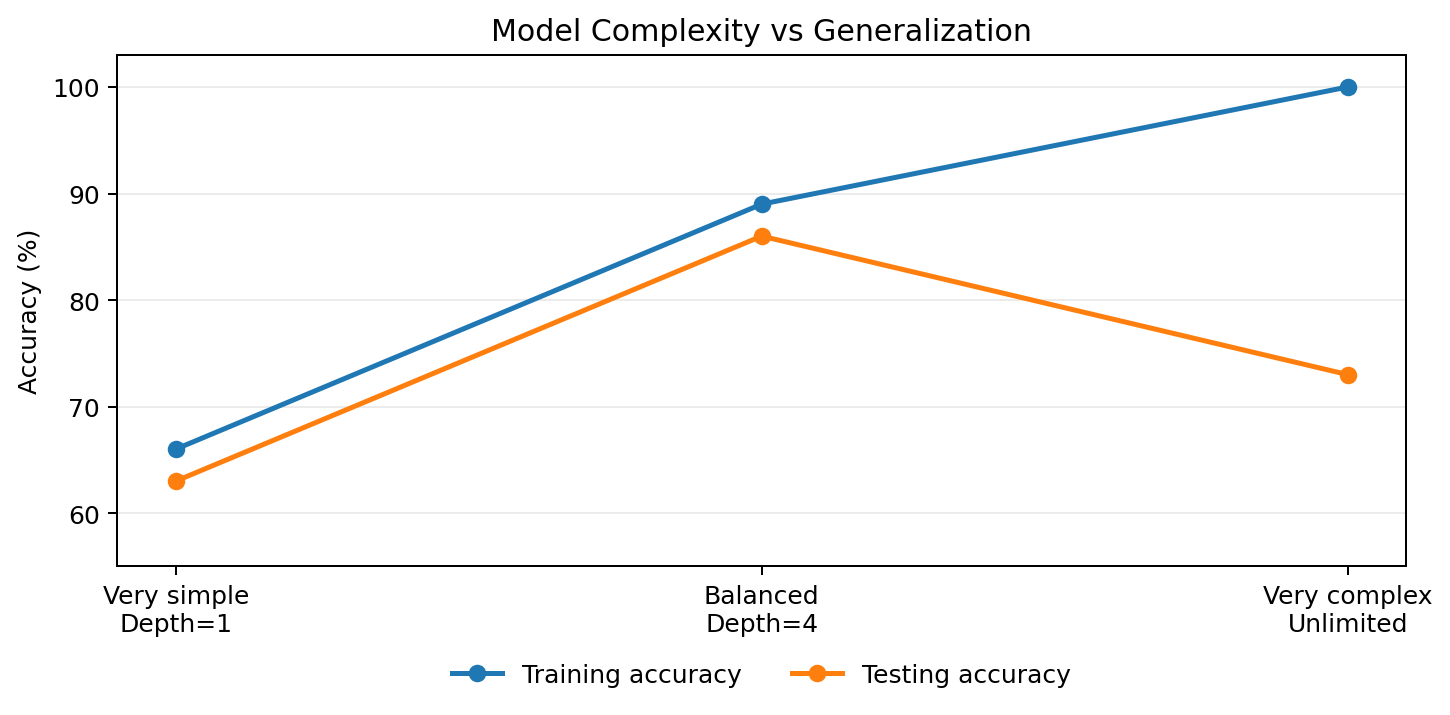 Model Complexity vs Generalization
Accuracy (%)
100
90
80
70
60
Very simple
Depth=1
Balanced
Depth=4
Very complex
Unlimited
Training accuracy
Testing accuracy